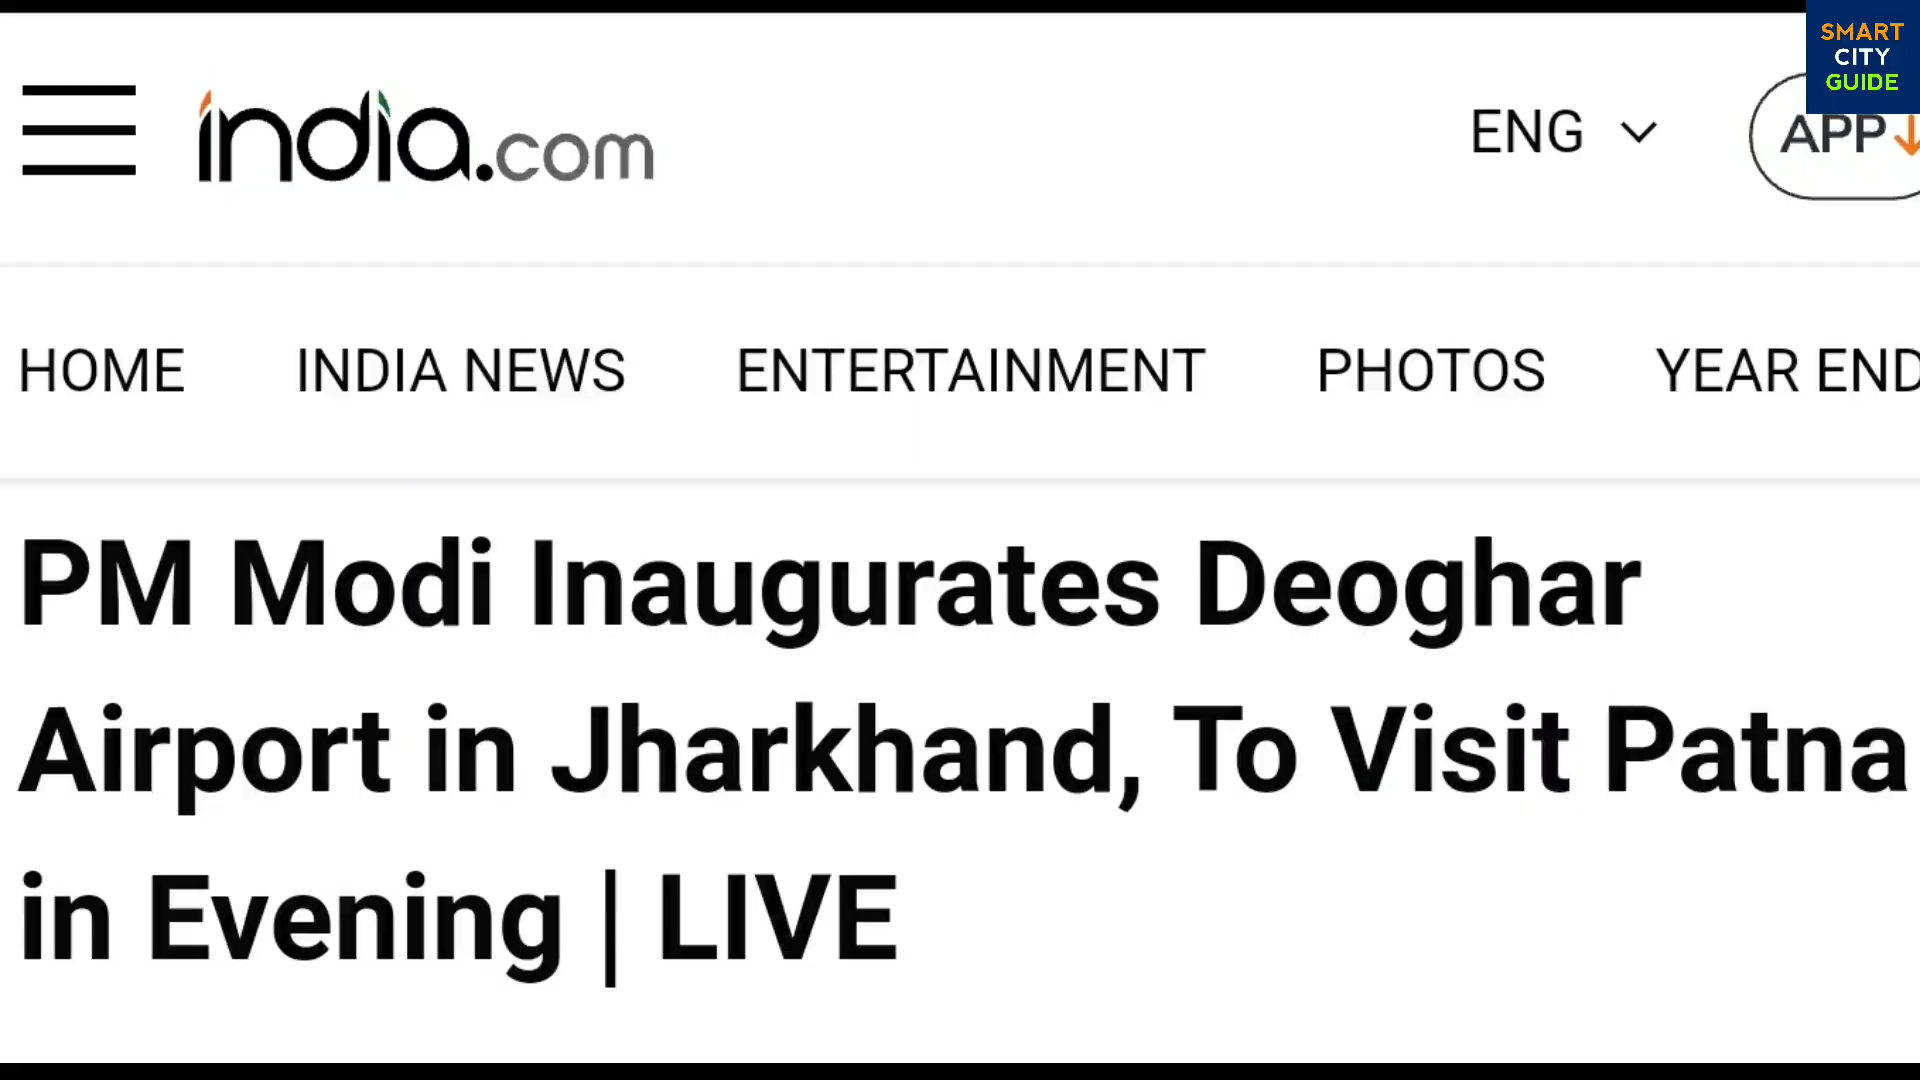 SMART
CITY
GUIDE
india.com
ENG
APP
HOME INDIA NEWS ENTERTAINMENT PHOTOS YEAR END
PM Modi Inaugurates Deoghar
Airport in Jharkhand, To Visit Patna
in Evening | LIVE